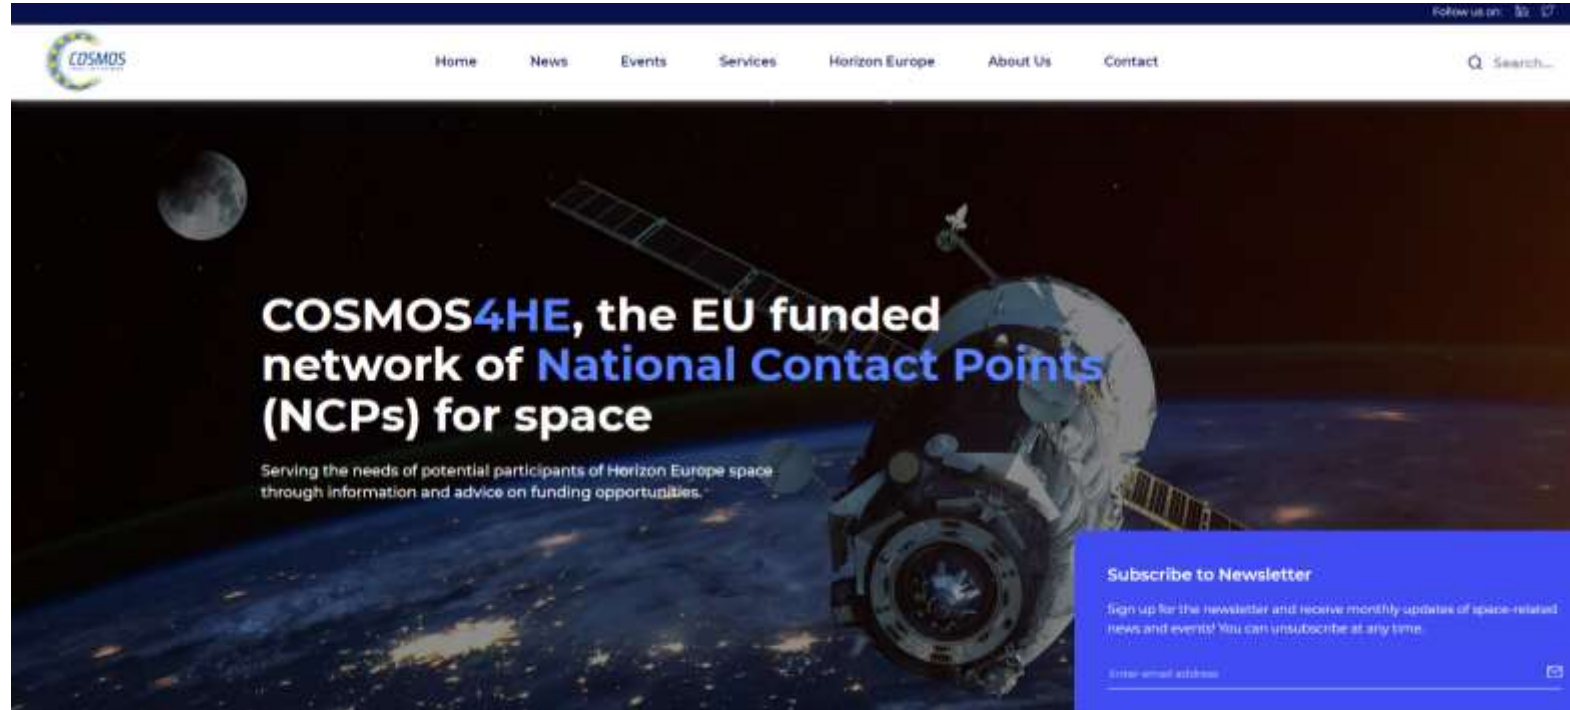 Follow us on:
COSMOS
Home News Events Services Horizon Europe About Us Contact
Search...
COSMOS4HE, the EU funded
network of National Contact Points
(NCPs) for space
Serving the needs of potential participants of Horizon Europe space
through information and advice on funding opportunities.
Subscribe to Newsletter
Sign up for the newsletter and receive monthly updates of space-related
news and events! You can unsubscribe at any time.
Enter email address